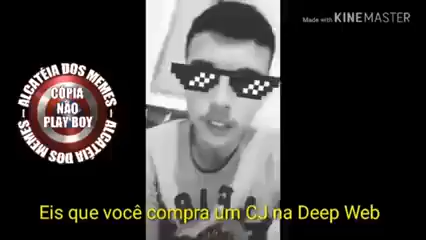 Made with KINEMASTER
ALCATÉIA DOS MEMES
CÓPIA
NÃO
PLAY BOY
ALCATÉIA DOS MEMES
Eis que você compra um CJ na Deep Web